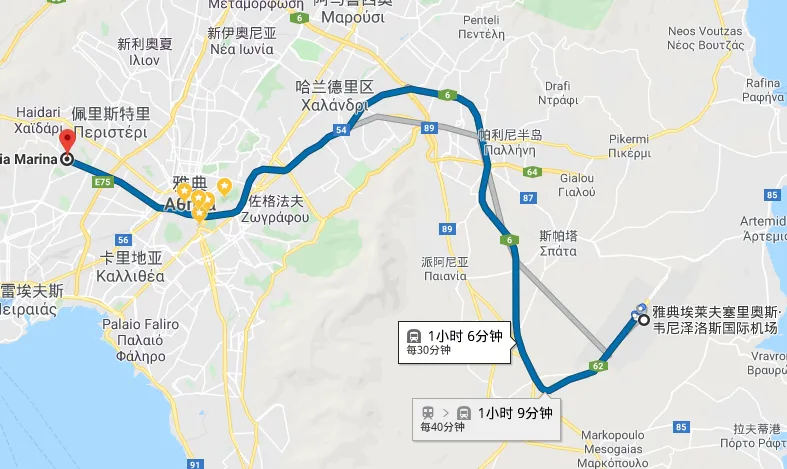 阿马鲁西奥
Μαρούσι
6
Μεταμόρφωση
Penteli
Πεντέλη
Neos Voutzas
Νέος Βουτζάς
新利奥夏
Ίλιον
新伊奥尼亚
Νέα Ιωνία
Rafina
Ραφήνα
哈兰德里区
Χαλάνδρι
Drafi
Ντράφι
6
Haidari
Χαϊδάρι
佩里斯特里
Περιστέρι
54
89
帕利尼半岛
Παλλήνη
Pikermi
Πικέρμι
ia Marina
64
Gialou
Γιαλού
E75
雅典
Αθήνα
佐格法夫
Ζωγράφου
87
89
56
6
斯帕塔
Σπάτα
Artemid
Άρτεμις
卡里地亚
Καλλιθέα
派阿尼亚
Παιανία
雷埃夫斯
Πειραιάς
Palaio Faliro
Παλαιό
Φάληρο
雅典埃莱夫塞里奥斯·
韦尼泽洛斯国际机场
1小时 6分钟
每30分钟
62
Vravron
Βραυρώ
1小时 9分钟
每40分钟
85
拉夫蒂港
Πόρτο Ράφτ
Markopoulo
Mesogaias
Μαρκόπουλο
91